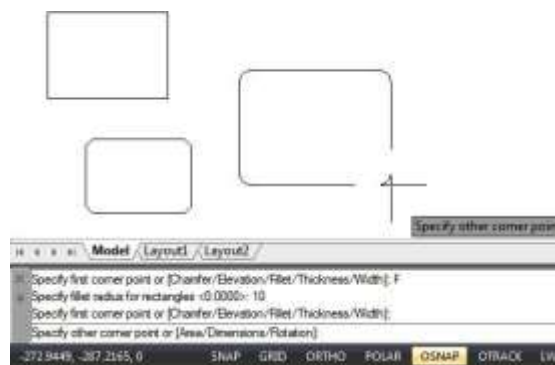 Specify other corner poin
Model Layout1 Layout2
Specify first corner point or [Chamfer/Elevation/Fillet/Thickness/Width]: F
Specify fillet radius for rectangles <0.0000>: 10
Specify first corner point or [Chamfer/Elevation/Fillet/Thickness/Width]:
Specify other corner point or [Area/Dimensions/Rotation]:
-272.9449, -287.2165, 0 SNAP GRID ORTHO POLAR OSNAP OTRACK LW